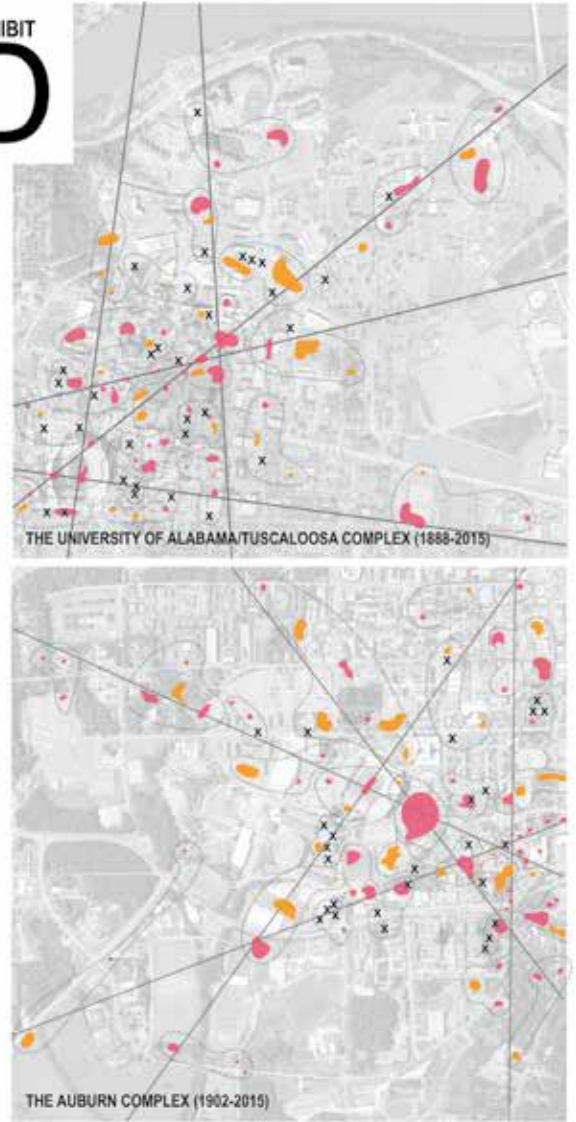 IBIT
D
THE UNIVERSITY OF ALABAMA/TUSCALOOSA COMPLEX (1888-2015)
THE AUBURN COMPLEX (1902-2015)